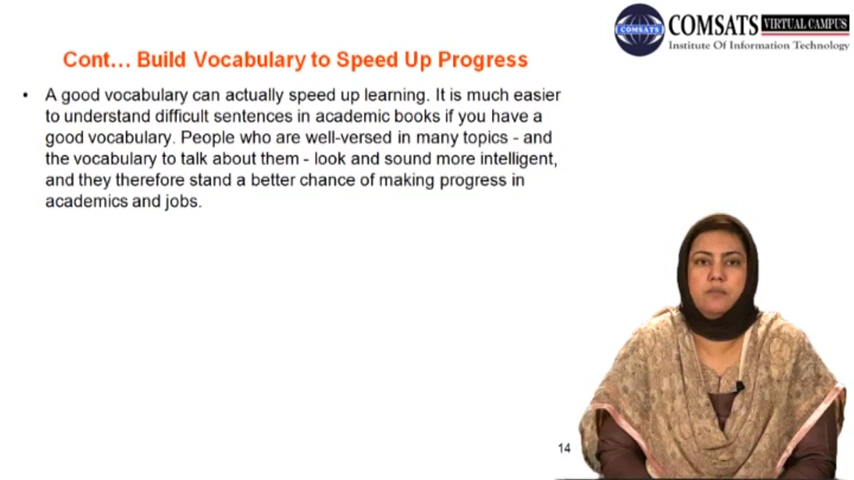 COMSATS VIRTUAL CAMPUS
COMSATS
Institute Of Information Technology
Cont... Build Vocabulary to Speed Up Progress
• A good vocabulary can actually speed up learning. It is much easier
to understand difficult sentences in academic books if you have a
good vocabulary. People who are well-versed in many topics - and
the vocabulary to talk about them - look and sound more intelligent,
and they therefore stand a better chance of making progress in
academics and jobs.
14